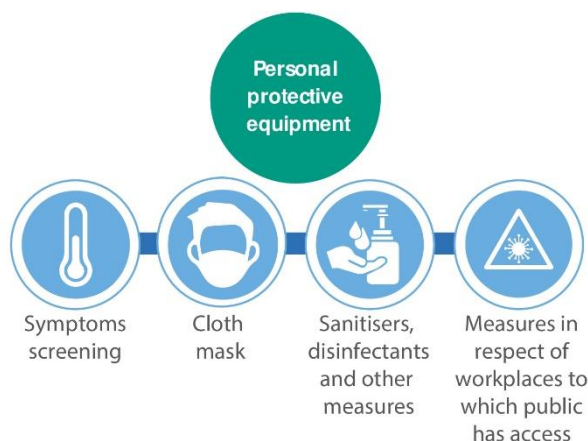 Personal
protective
equipment
Symptoms
screening
Cloth
mask
Sanitisers,
disinfectants
and other
measures
Measures in
respect of
workplaces to
which public
has access